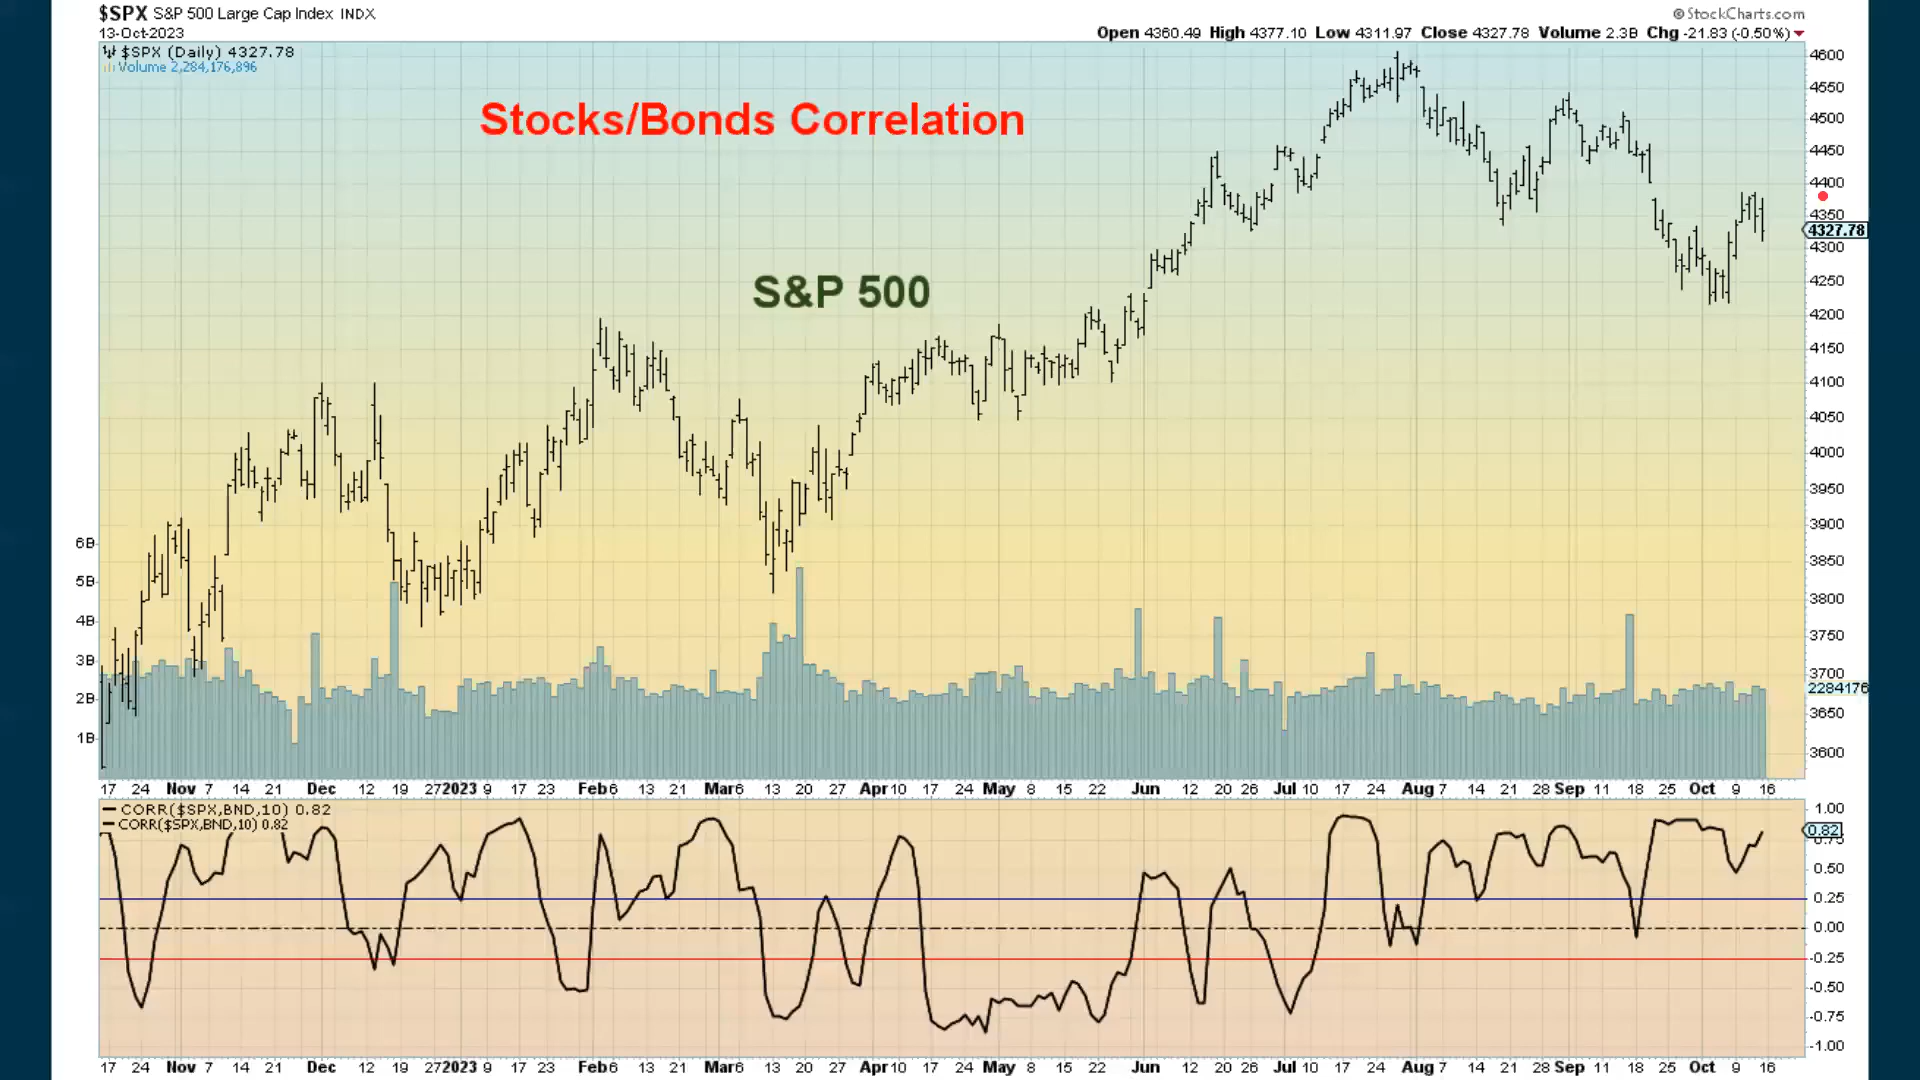 $SPX S&P 500 Large Cap Index INDX
© StockCharts.com
13-Oct-2023
Open 4360.49 High 4377.10 Low 4311.97 Close 4327.78 Volume 2.3B Chg -21.83 (-0.50%)
$SPX (Daily) 4327.78
Volume 2,284,176,896
Stocks/Bonds Correlation
S&P 500
4600
4550
4500
4450
4400
4350
4327.78
4300
4250
4200
4150
4100
4050
4000
3950
3900
3850
3800
3750
3700
2284176
3650
3600
6B
5B
4B
3B
2B
1B
17 24 Nov 7 14 21 Dec 12 19 27 2023 9 17 23 Feb 6 13 21 Mar 6 13 20 27 Apr 10 17 24 May 8 15 22 Jun 12 20 26 Jul 10 17 24 Aug 7 14 21 28 Sep 11 18 25 Oct 9 16
CORR($SPX,BND,10) 0.82
CORR($SPX,BND,10) 0.82
1.00
0.82
0.75
0.50
0.25
0.00
-0.25
-0.50
-0.75
-1.00
17 24 Nov 7 14 21 Dec 12 19 27 2023 9 17 23 Feb 6 13 21 Mar 6 13 20 27 Apr 10 17 24 May 8 15 22 Jun 12 20 26 Jul 10 17 24 Aug 7 14 21 28 Sep 11 18 25 Oct 9 16